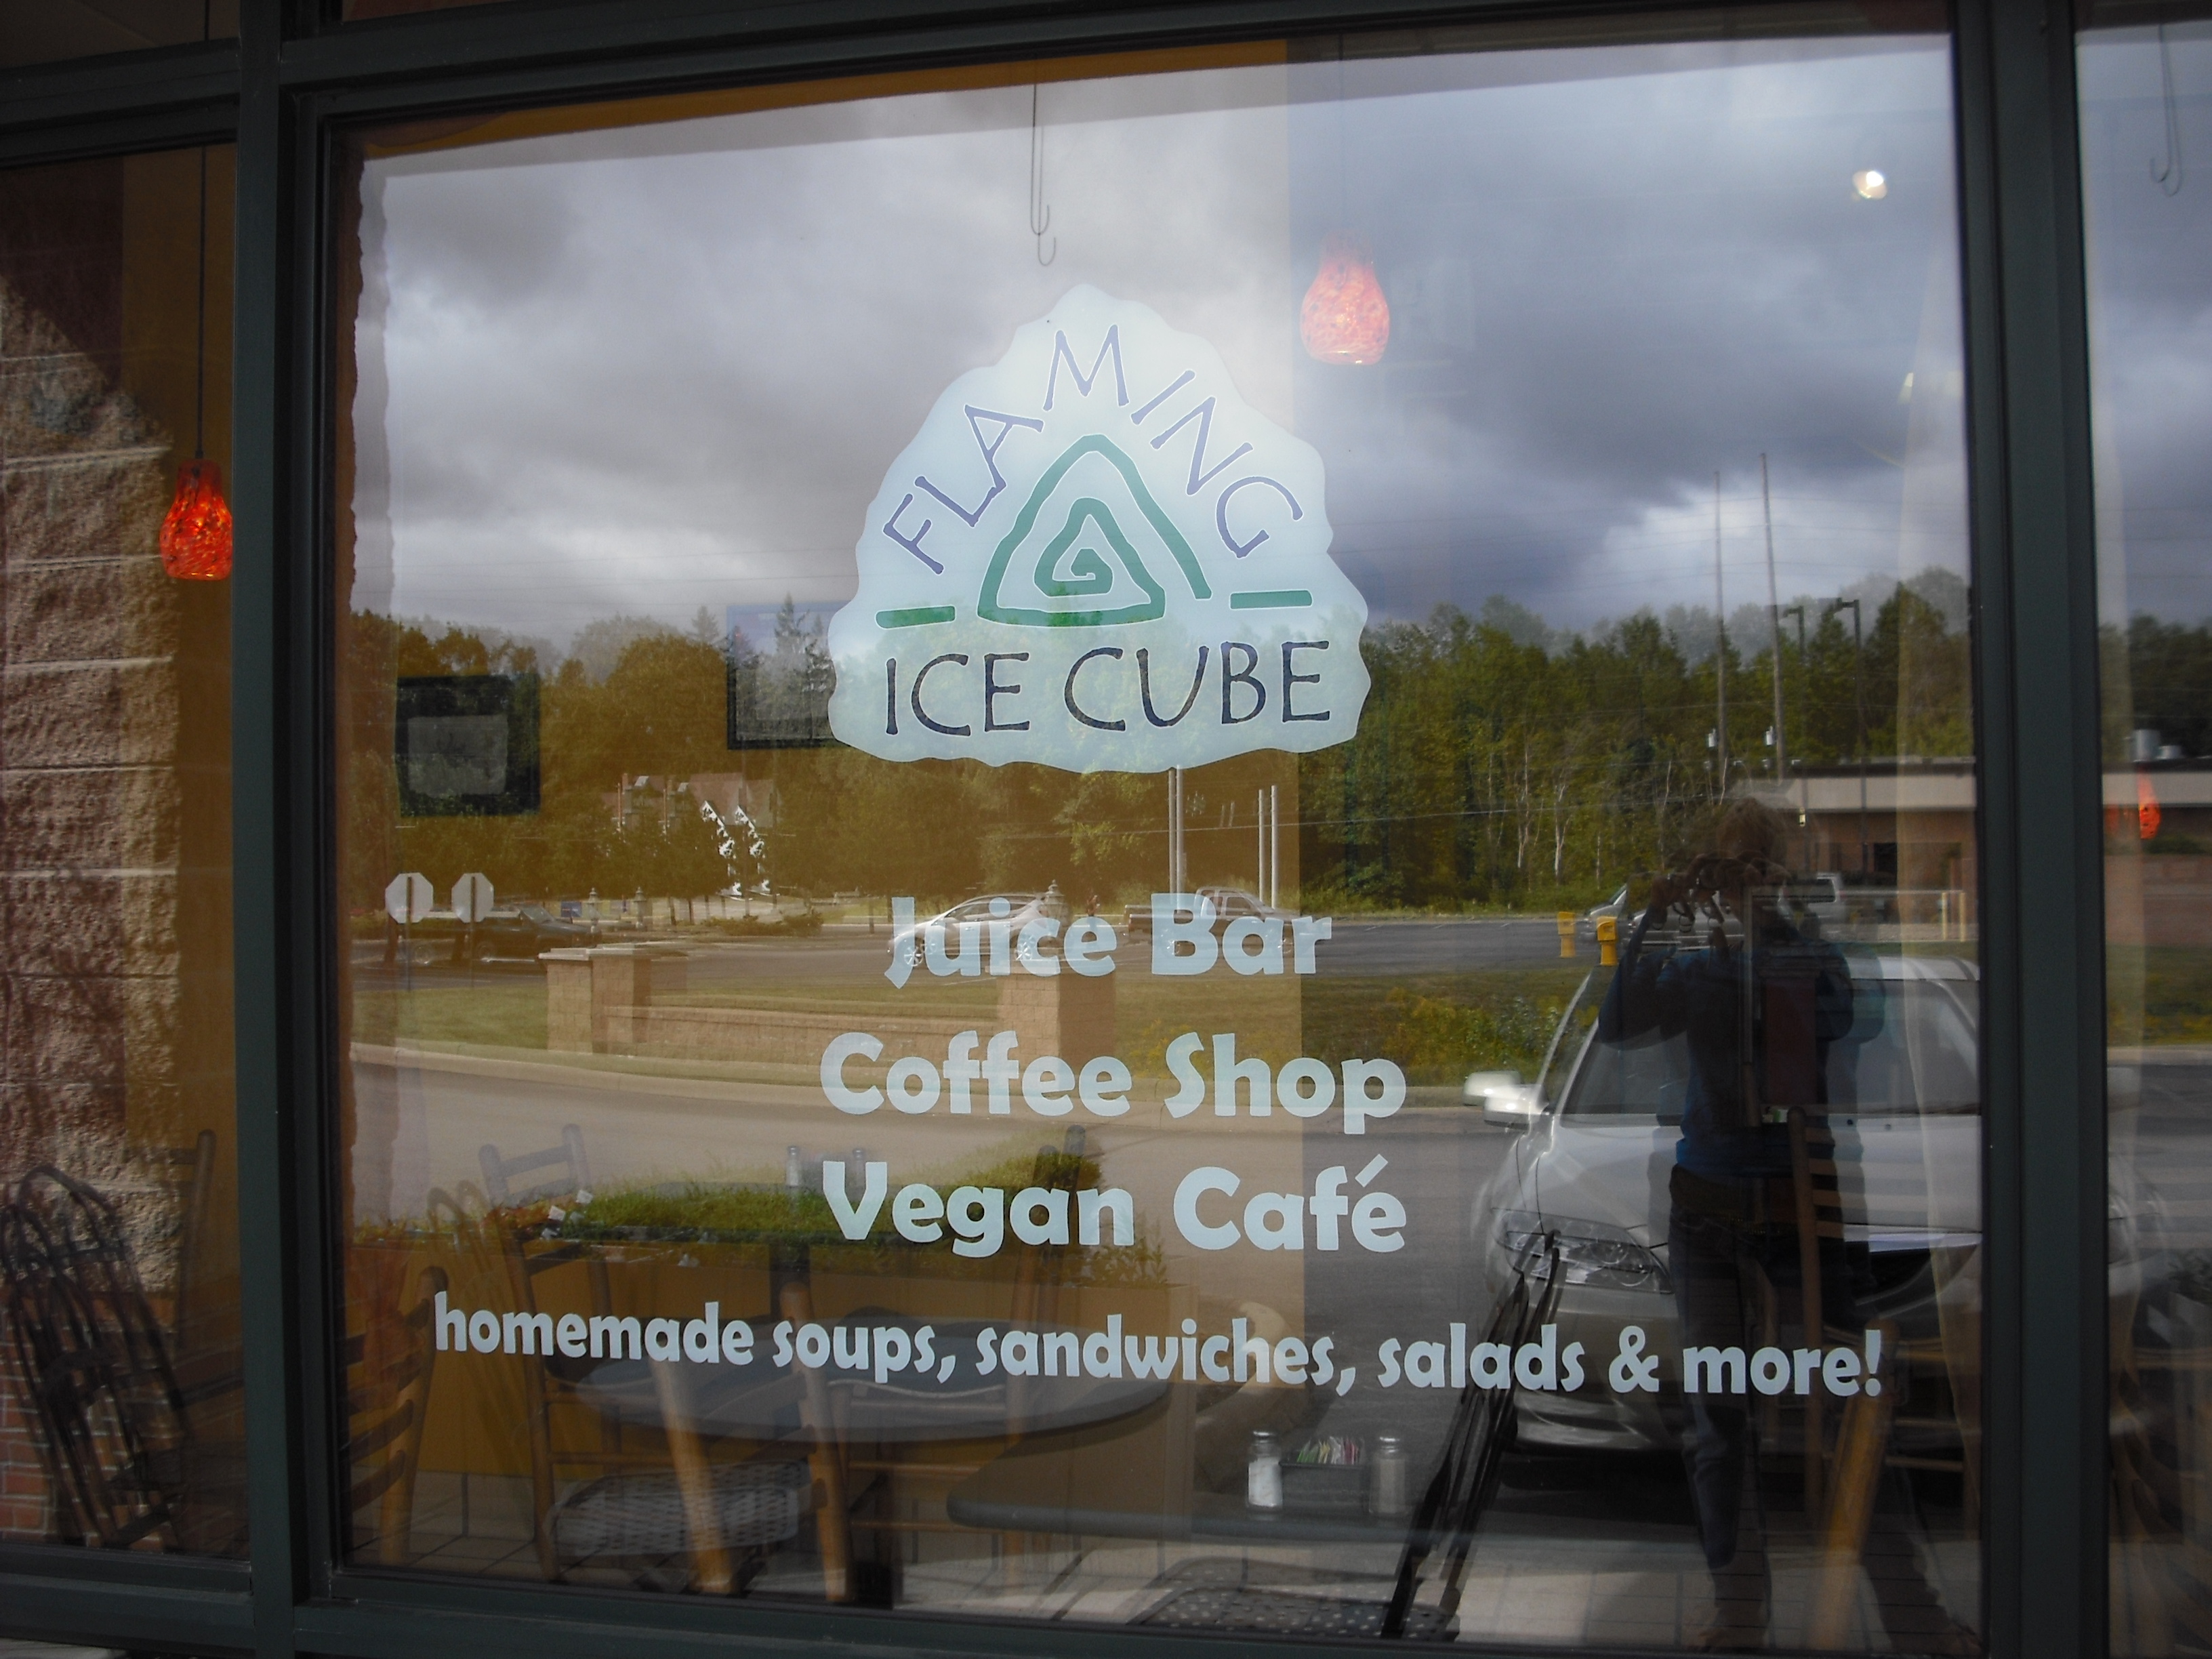 FLAMING
ICE CUBE
Juice Bar
Coffee Shop
Vegan Café
homemade soups, sandwiches, salads & more!